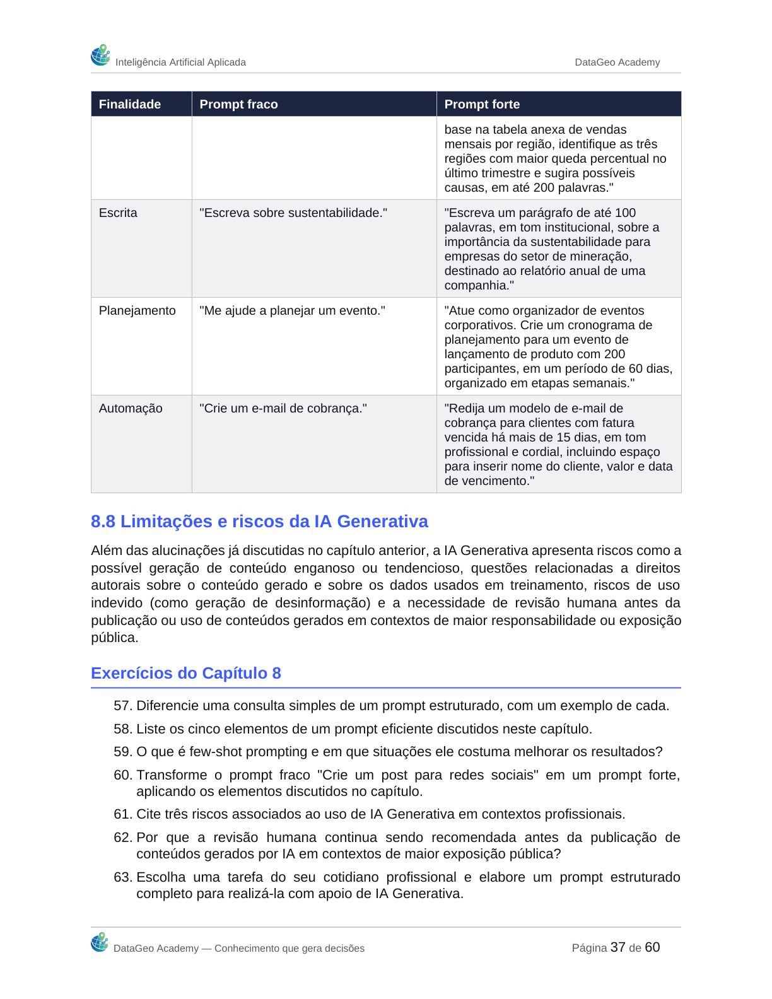 Inteligência Artificial Aplicada
DataGeo Academy
Finalidade
Prompt fraco
Prompt forte
base na tabela anexa de vendas
mensais por região, identifique as três
regiões com maior queda percentual no
último trimestre e sugira possíveis
causas, em até 200 palavras."
Escrita
"Escreva sobre sustentabilidade."
"Escreva um parágrafo de até 100
palavras, em tom institucional, sobre a
importância da sustentabilidade para
empresas do setor de mineração,
destinado ao relatório anual de uma
companhia."
Planejamento
"Me ajude a planejar um evento."
"Atue como organizador de eventos
corporativos. Crie um cronograma de
planejamento para um evento de
lançamento de produto com 200
participantes, em um período de 60 dias,
organizado em etapas semanais."
Automação
"Crie um e-mail de cobrança."
"Redija um modelo de e-mail de
cobrança para clientes com fatura
vencida há mais de 15 dias, em tom
profissional e cordial, incluindo espaço
para inserir nome do cliente, valor e data
de vencimento."
8.8 Limitações e riscos da IA Generativa
Além das alucinações já discutidas no capítulo anterior, a IA Generativa apresenta riscos como a
possível geração de conteúdo enganoso ou tendencioso, questões relacionadas a direitos
autorais sobre o conteúdo gerado e sobre os dados usados em treinamento, riscos de uso
indevido (como geração de desinformação) e a necessidade de revisão humana antes da
publicação ou uso de conteúdos gerados em contextos de maior responsabilidade ou exposição
pública.
Exercícios do Capítulo 8
57. Diferencie uma consulta simples de um prompt estruturado, com um exemplo de cada.
58. Liste os cinco elementos de um prompt eficiente discutidos neste capítulo.
59. O que é few-shot prompting e em que situações ele costuma melhorar os resultados?
60. Transforme o prompt fraco "Crie um post para redes sociais" em um prompt forte,
aplicando os elementos discutidos no capítulo.
61. Cite três riscos associados ao uso de IA Generativa em contextos profissionais.
62. Por que a revisão humana continua sendo recomendada antes da publicação de
conteúdos gerados por IA em contextos de maior exposição pública?
63. Escolha uma tarefa do seu cotidiano profissional e elabore um prompt estruturado
completo para realizá-la com apoio de IA Generativa.
DataGeo Academy — Conhecimento que gera decisões
Página 37 de 60